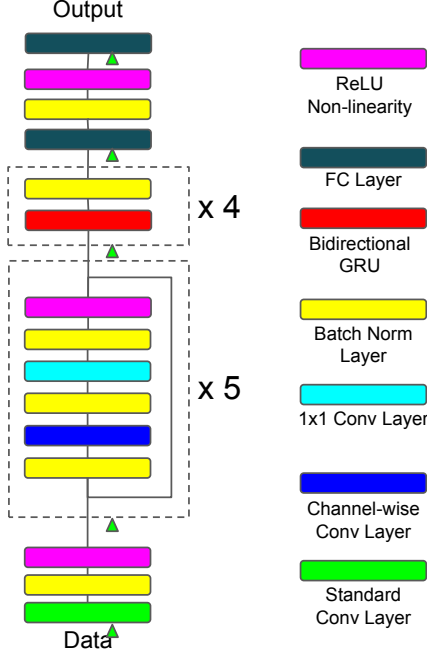 Output
x 4
x 5
Data
ReLU
Non-linearity
FC Layer
Bidirectional
GRU
Batch Norm
Layer
1x1 Conv Layer
Channel-wise
Conv Layer
Standard
Conv Layer